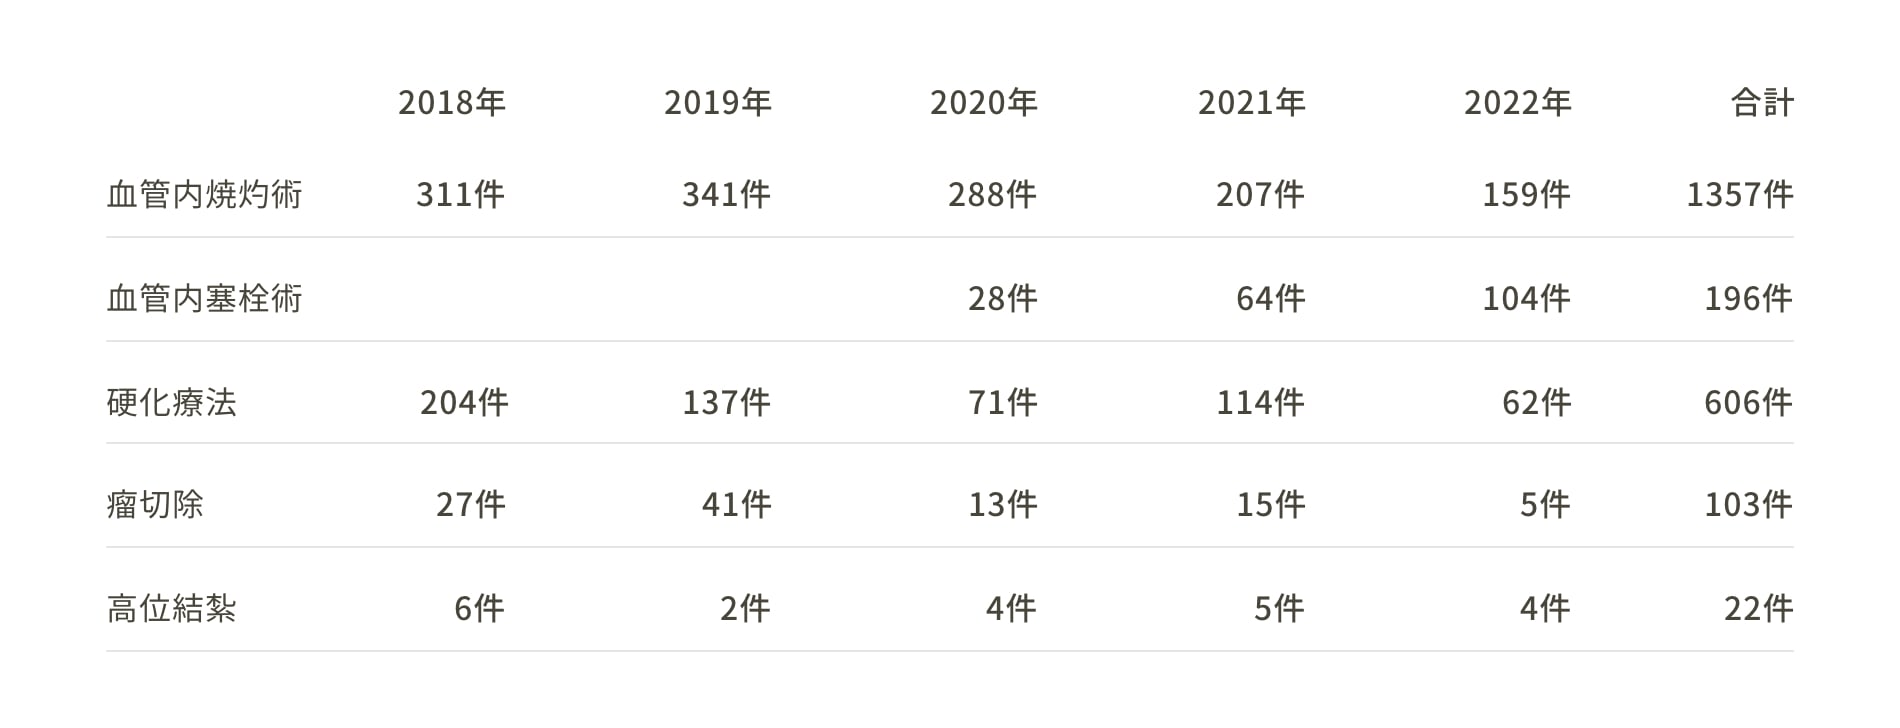 2018年 2019年 2020年 2021年 2022年 合計
血管内焼灼術 311件 341件 288件 207件 159件 1357件
血管内塞栓術 28件 64件 104件 196件
硬化療法 204件 137件 71件 114件 62件 606件
瘤切除 27件 41件 13件 15件 5件 103件
高位結紮 6件 2件 4件 5件 4件 22件